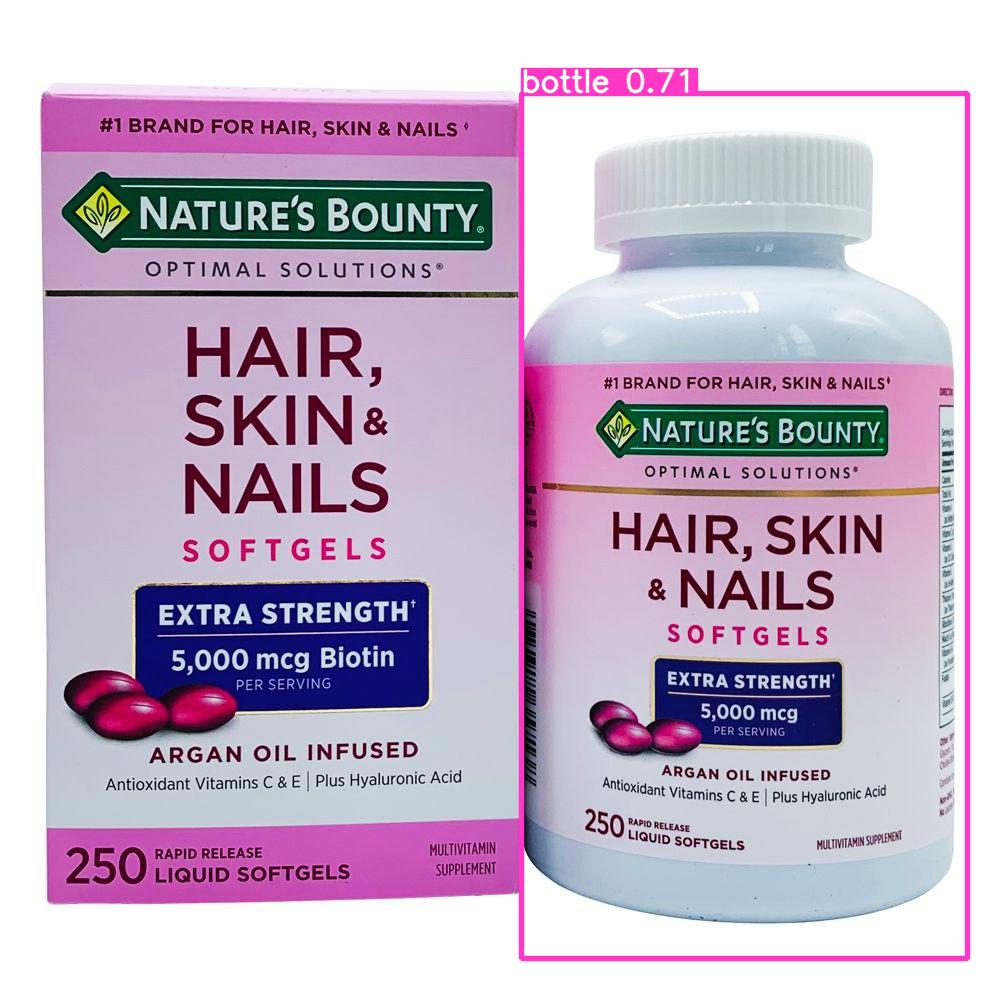 SOFTGELS
#1 BRAND FOR HAIR, SKIN & NAILS◊
NATURE'S BOUNTY®
OPTIMAL SOLUTIONS®
HAIR,
SKIN &
NAILS
SOFTGELS
EXTRA STRENGTH†
5,000 mcg Biotin
PER SERVING
ARGAN OIL INFUSED
Antioxidant Vitamins C & E | Plus Hyaluronic Acid
250 RAPID RELEASE
LIQUID SOFTGELS
MULTIVITAMIN
SUPPLEMENT
bottle 0.71
#1 BRAND FOR HAIR, SKIN & NAILS◊
NATURE'S BOUNTY®
OPTIMAL SOLUTIONS®
HAIR, SKIN
& NAILS
SOFTGELS
EXTRA STRENGTH†
5,000 mcg
PER SERVING
ARGAN OIL INFUSED
Antioxidant Vitamins C & E | Plus Hyaluronic Acid
250 RAPID RELEASE
LIQUID SOFTGELS
MULTIVITAMIN SUPPLEMENT